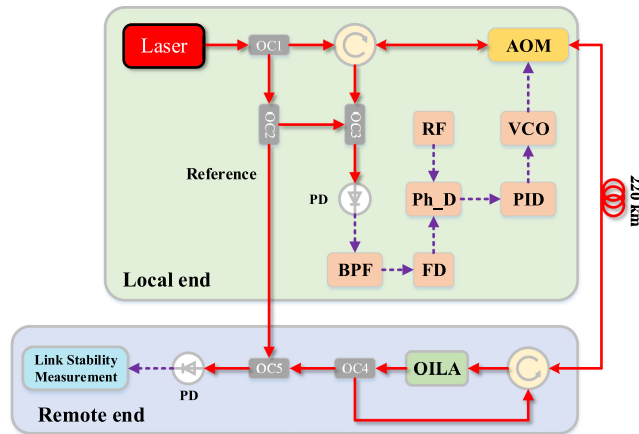 Laser
OC1
AOM
OC2
OC3
RF
VCO
Reference
PD
Ph_D
PID
220 km
BPF
FD
Local end
Link Stability
Measurement
PD
OC5
OC4
OILA
Remote end